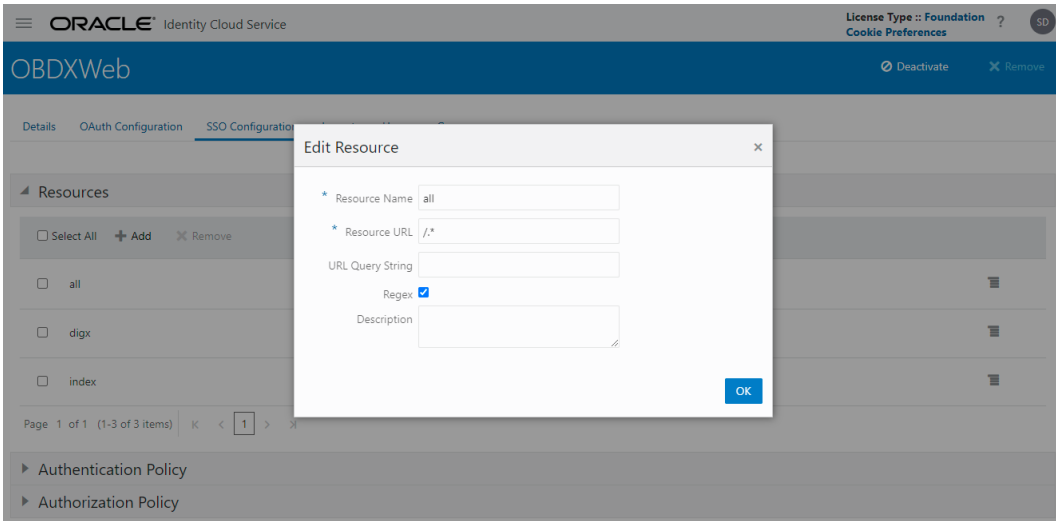 ORACLE® Identity Cloud Service
License Type :: Foundation
Cookie Preferences
?
SD
OBDXWeb
Deactivate
Remove
Details OAuth Configuration SSO Configuration
Edit Resource
×
Resources
* Resource Name all
Select All + Add Remove
* Resource URL /.*
URL Query String
all
Regex
Description
digx
index
OK
Page 1 of 1 (1-3 of 3 items) K < 1 >
Authentication Policy
Authorization Policy